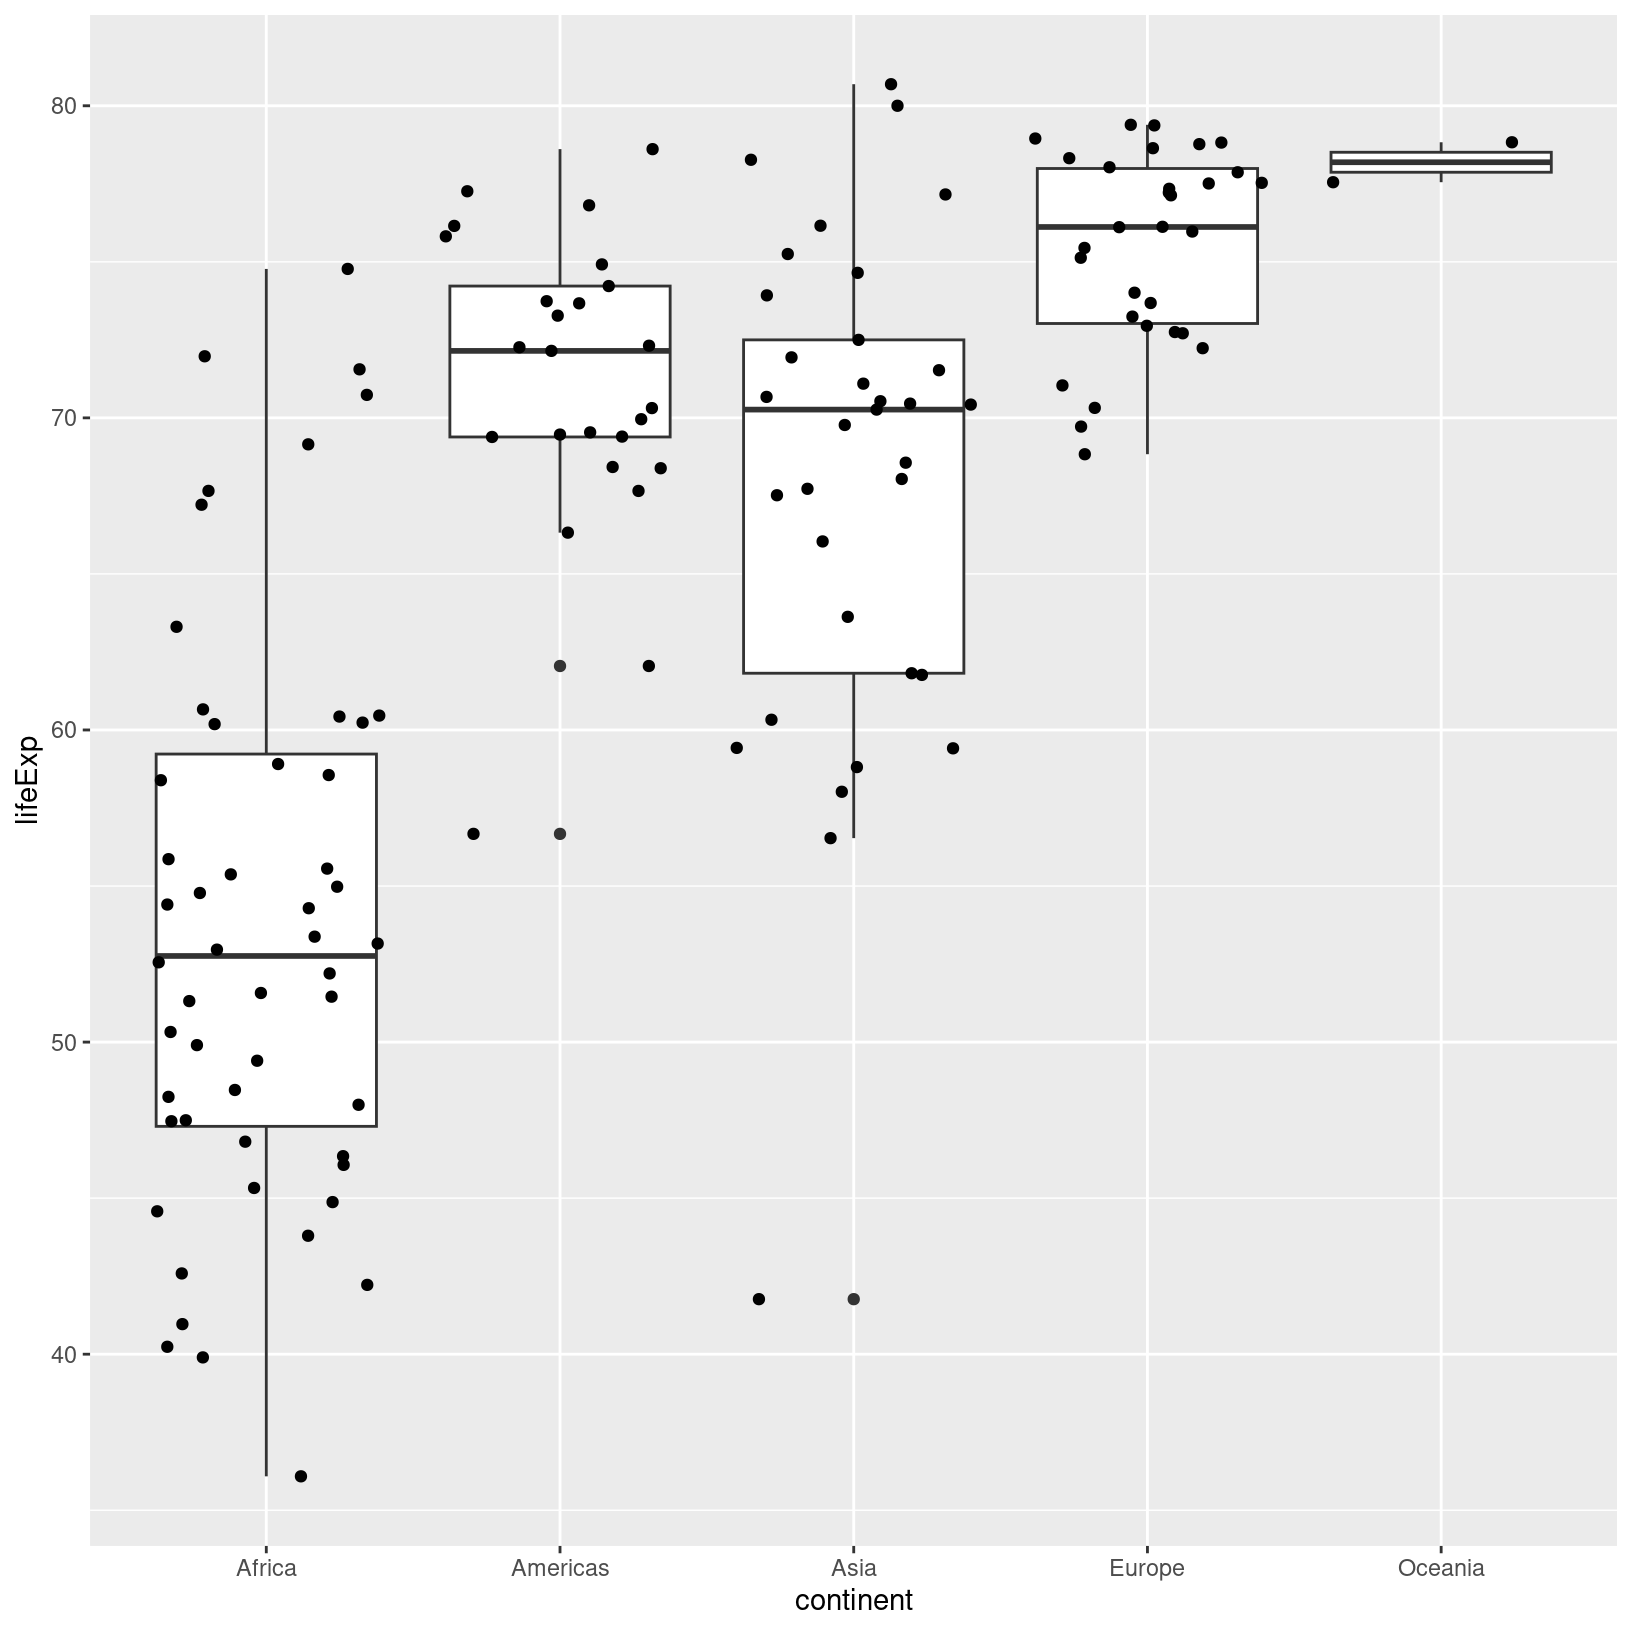 80
70
60
50
40
lifeExp
Africa
Americas
Asia
Europe
Oceania
continent